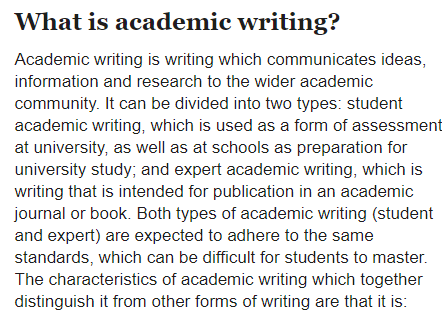 What is academic writing?
Academic writing is writing which communicates ideas,
information and research to the wider academic
community. It can be divided into two types: student
academic writing, which is used as a form of assessment
at university, as well as at schools as preparation for
university study; and expert academic writing, which is
writing that is intended for publication in an academic
journal or book. Both types of academic writing (student
and expert) are expected to adhere to the same
standards, which can be difficult for students to master.
The characteristics of academic writing which together
distinguish it from other forms of writing are that it is: